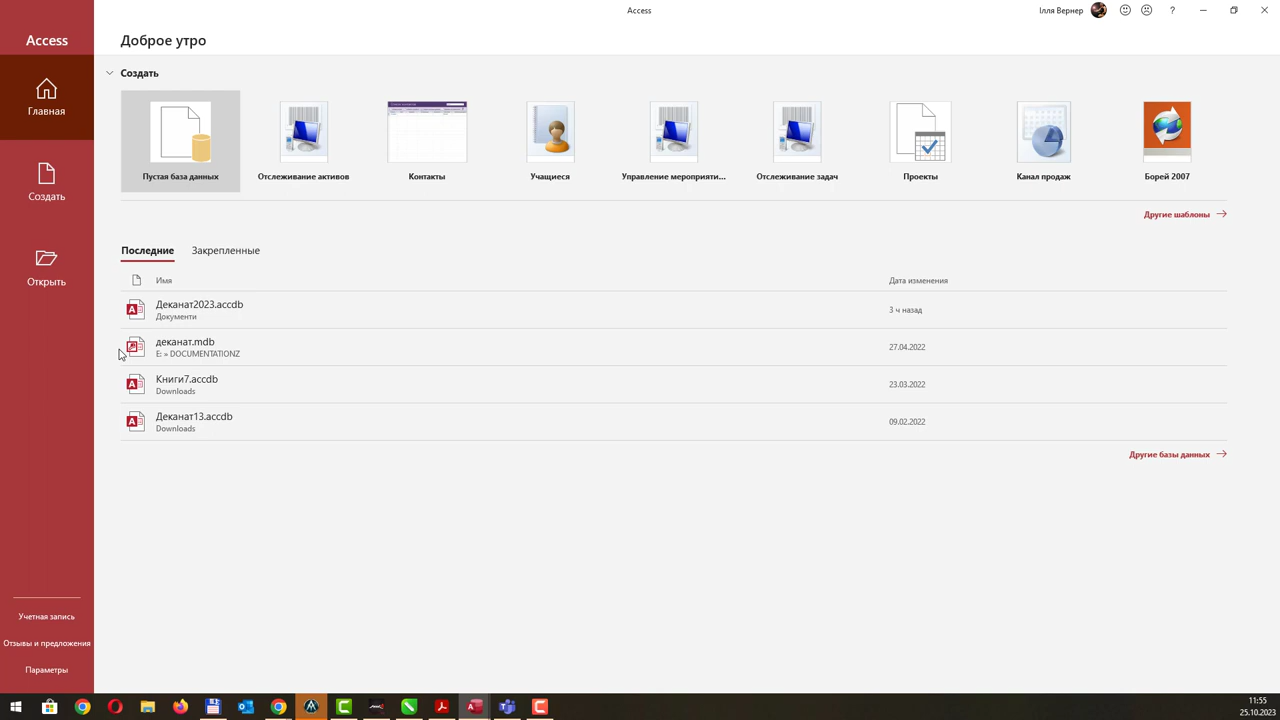 Access
Ілля Вернер
?
Access
Доброе утро
Главная
Создать
Открыть
Учетная запись
Отзывы и предложения
Параметры
Создать
Пустая база данных
Отслеживание активов
Контакты
Учащиеся
Управление мероприяти...
Отслеживание задач
Проекты
Канал продаж
Борей 2007
Другие шаблоны
Последние Закрепленные
Имя Дата изменения
Деканат2023.accdb
Документи
3 ч назад
деканат.mdb
E: » DOCUMENTATIONZ
27.04.2022
Книги7.accdb
Downloads
23.03.2022
Деканат13.accdb
Downloads
09.02.2022
Другие базы данных
11:55
25.10.2023